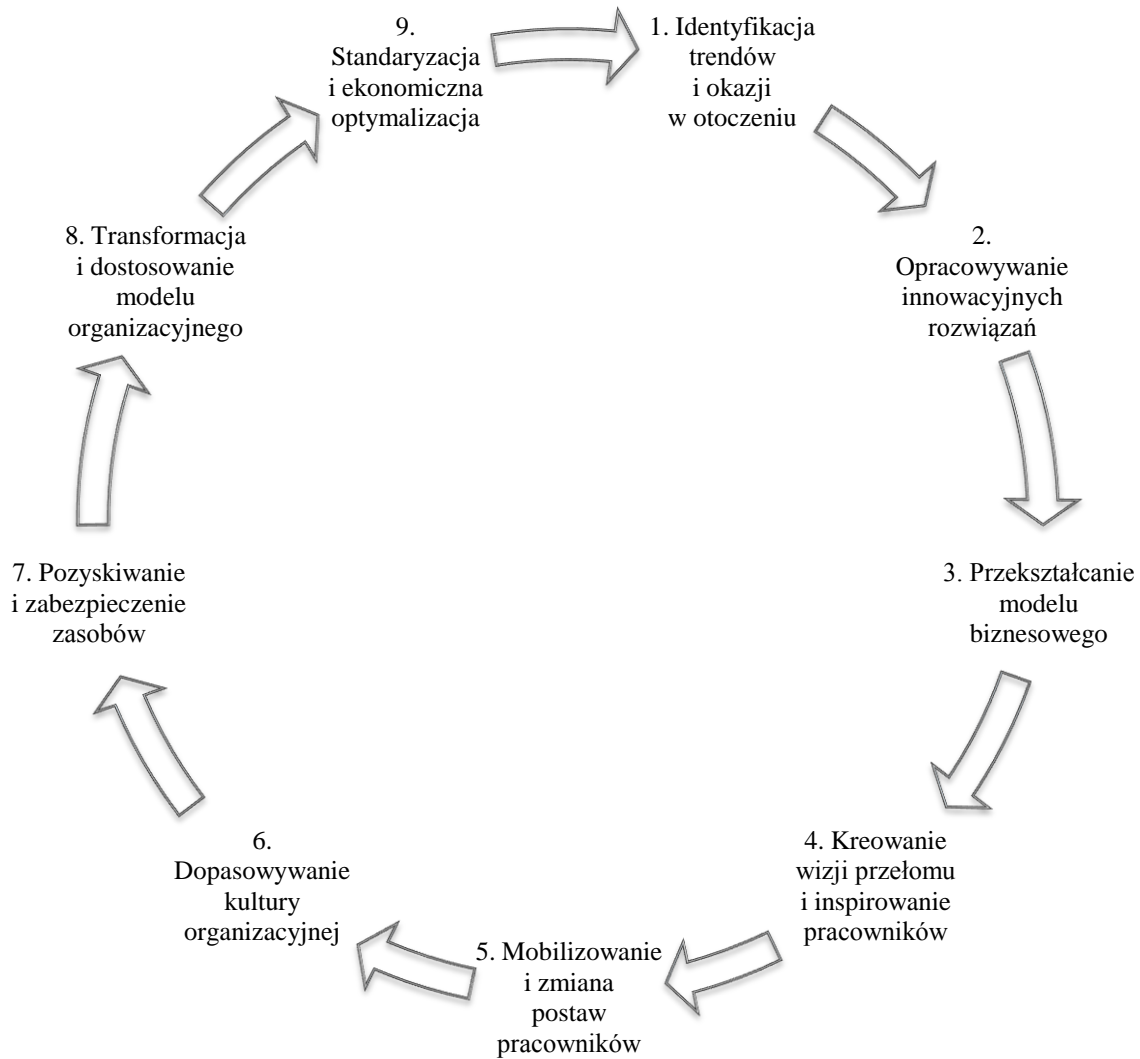 1. Identyfikacja
trendów
i okazji
w otoczeniu
2.
Opracowywanie
innowacyjnych
rozwiązań
3. Przekształcanie
modelu
biznesowego
4. Kreowanie
wizji przełomu
i inspirowanie
pracowników
5. Mobilizowanie
i zmiana
postaw
pracowników
6.
Dopasowywanie
kultury
organizacyjnej
7. Pozyskiwanie
i zabezpieczenie
zasobów
8. Transformacja
i dostosowanie
modelu
organizacyjnego
9.
Standaryzacja
i ekonomiczna
optymalizacja